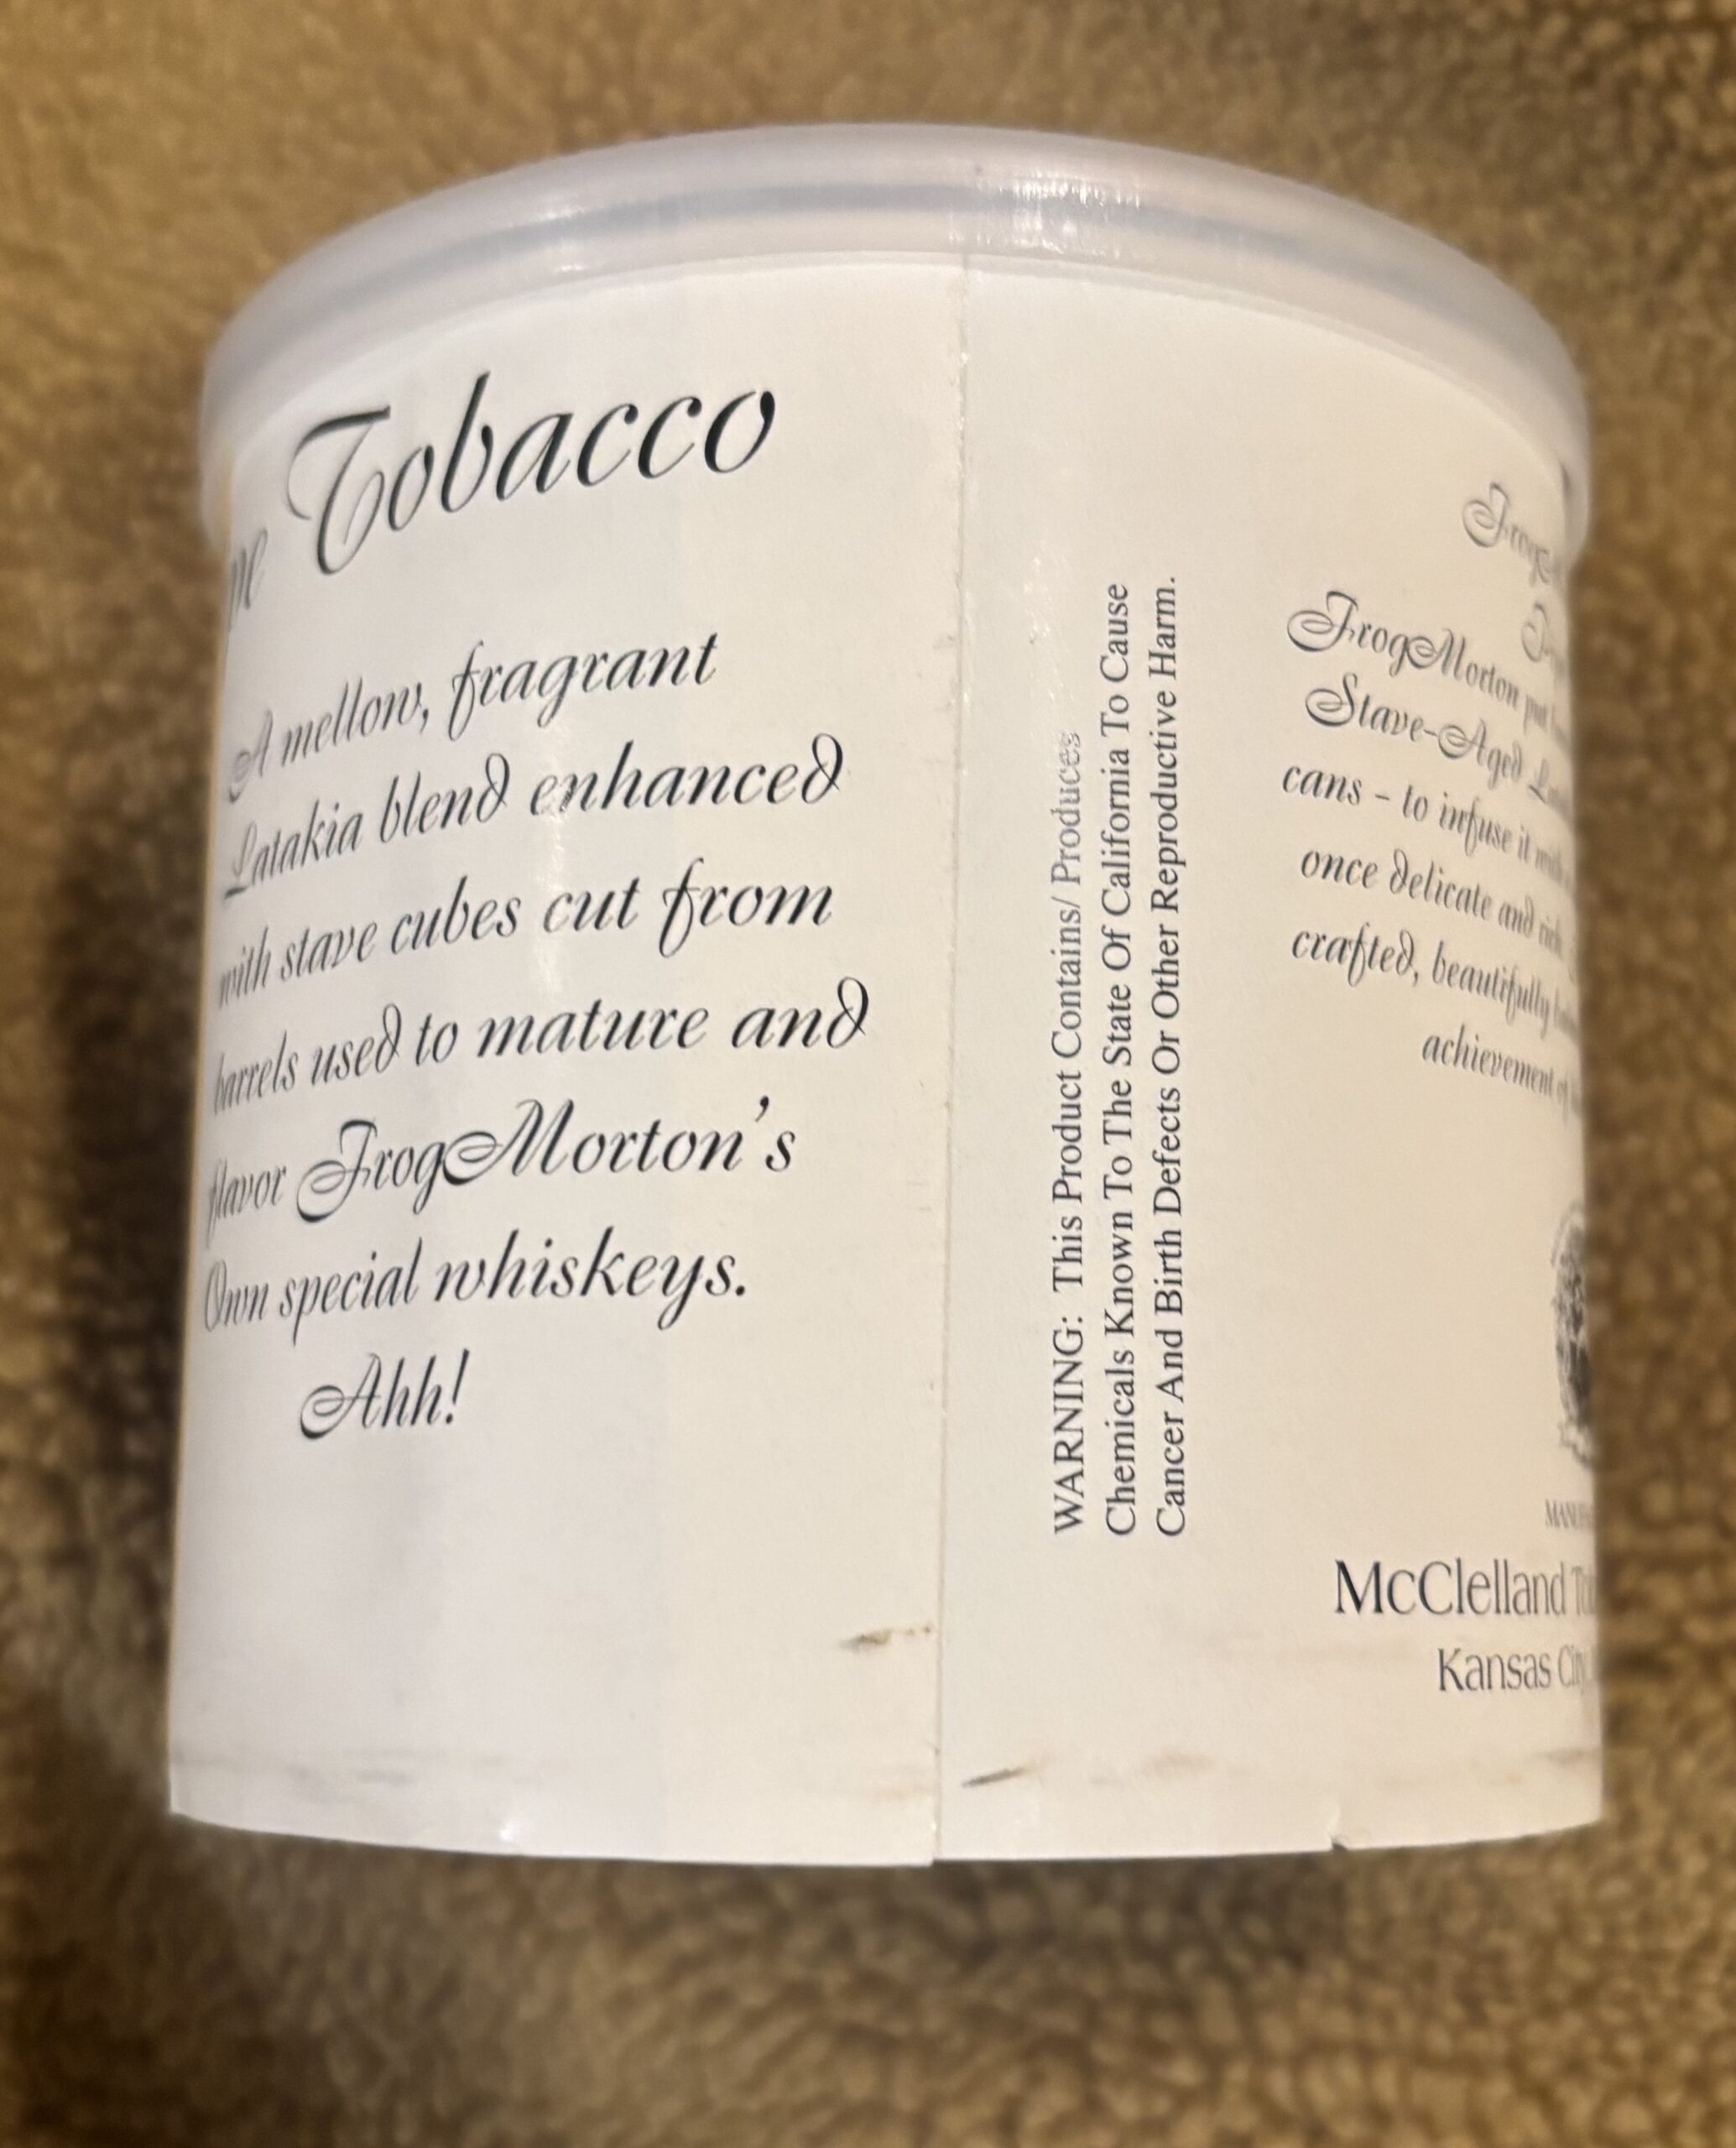 Tobacco
A mellow, fragrant
Latakia blend enhanced
with stave cubes cut from
barrels used to mature and
flavor FrogMorton's
Own special whiskeys.
Ahh!
WARNING: This Product Contains/ Produces
Chemicals Known To The State Of California To Cause
Cancer And Birth Defects Or Other Reproductive Harm.
FrogMorton put
Stave-Aged
cans - to infuse it with
once delicate and rich
crafted, beautifully
achievement of
McClelland
Kansas City